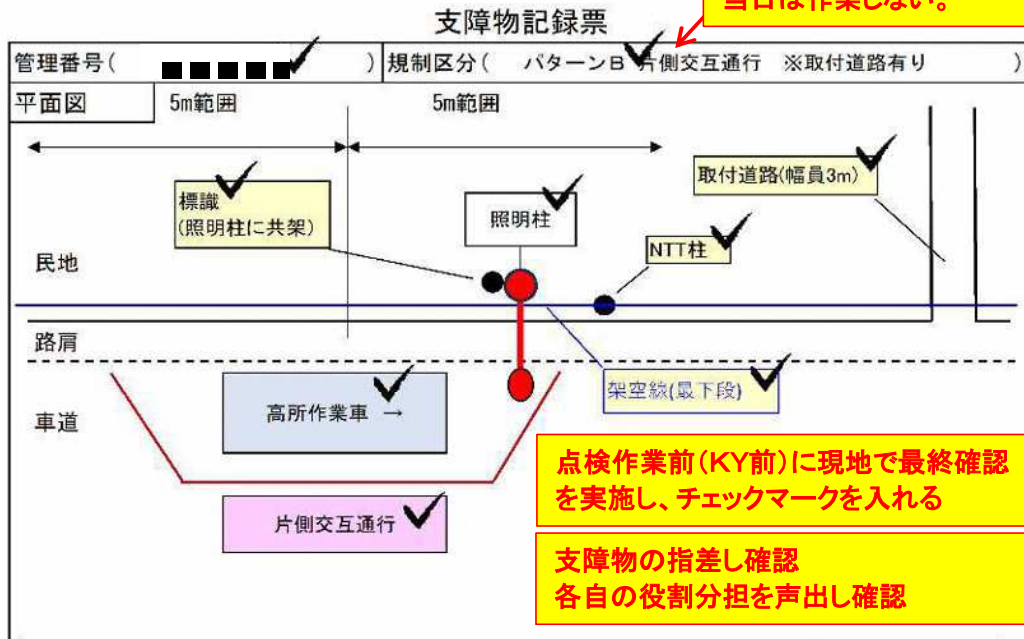 当日は作業しない。
支障物記録票
管理番号( ■■■■■ ) 規制区分( パターンB 片側交互通行 ※取付道路有り )
平面図 5m範囲 5m範囲
取付道路(幅員3m)
標識
(照明柱に共架)
照明柱
NTT柱
民地
路肩
架空線(最下段)
高所作業車 →
車道
点検作業前(KY前)に現地で最終確認
を実施し、チェックマークを入れる
片側交互通行
支障物の指差し確認
各自の役割分担を声出し確認